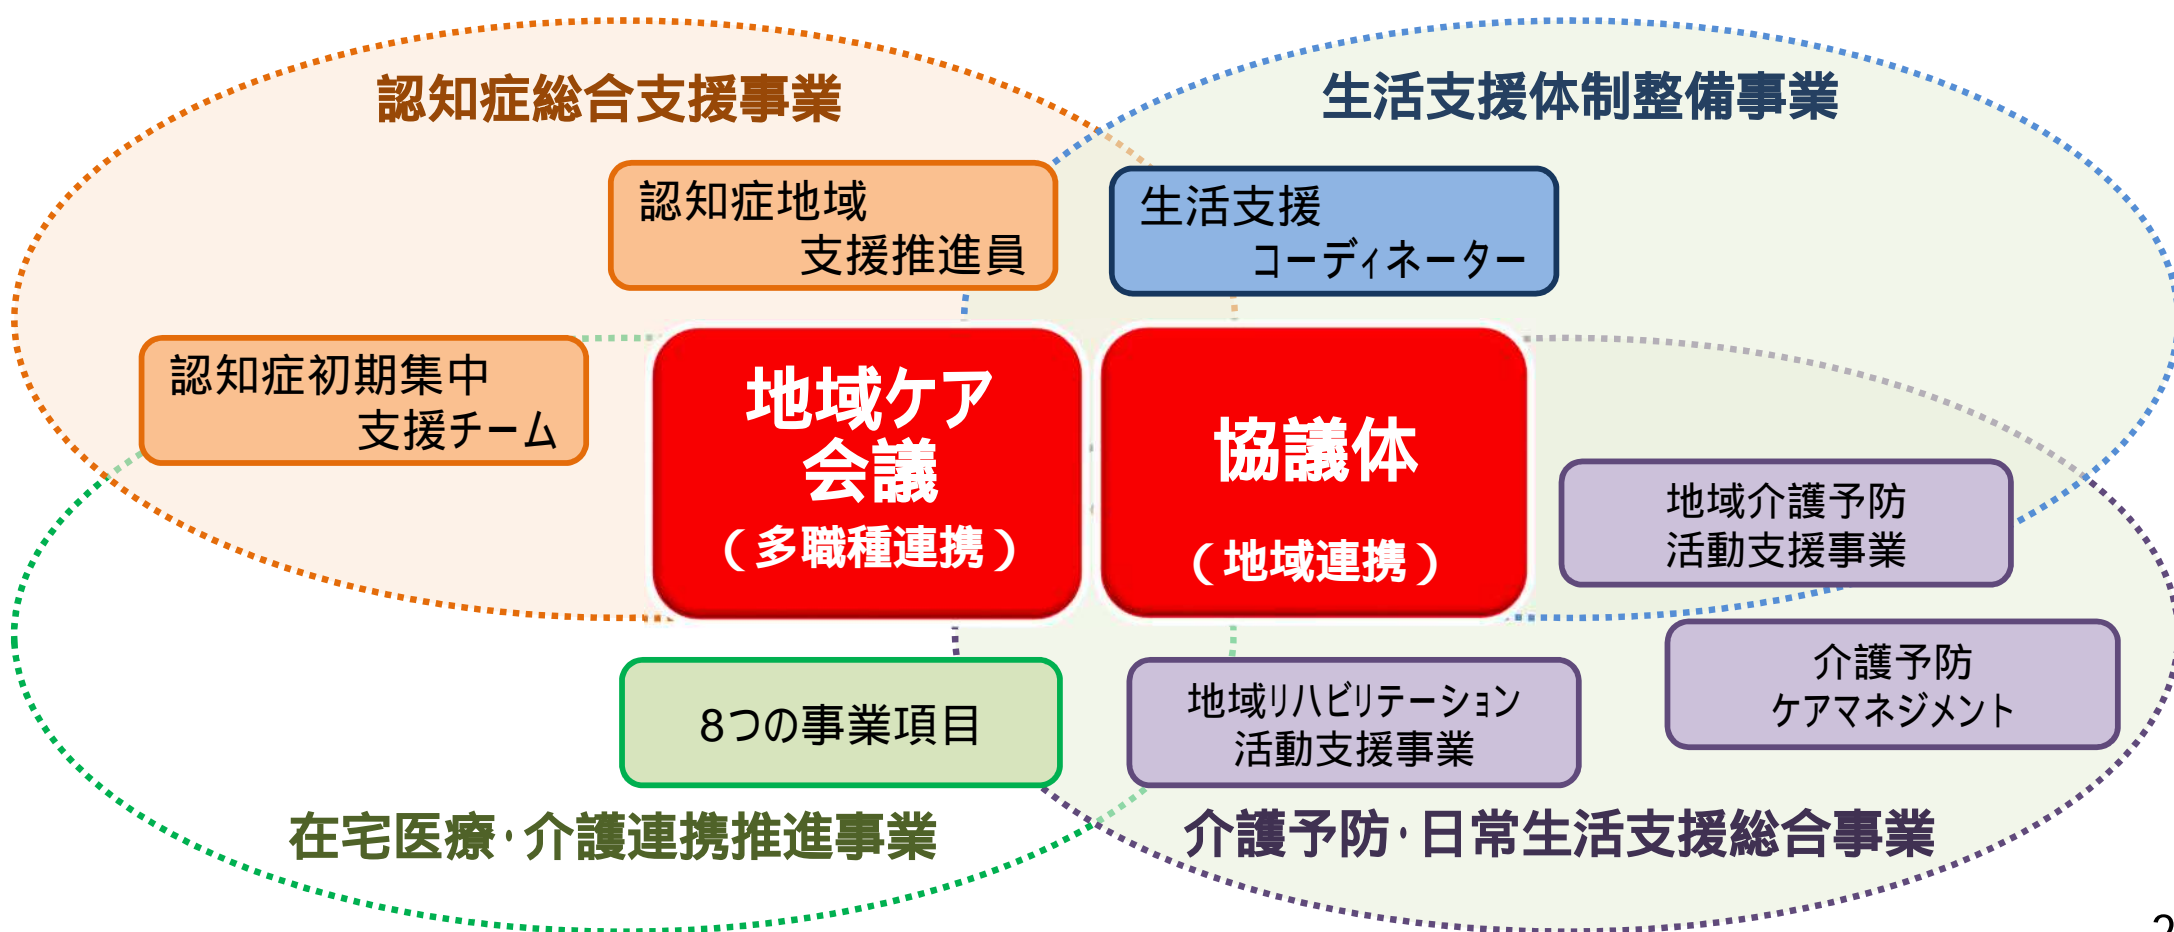 認知症総合支援事業
生活支援体制整備事業
認知症地域
支援推進員
生活支援
コーディネーター
認知症初期集中
支援チーム
地域ケア
会議
（多職種連携）
協議体
（地域連携）
地域介護予防
活動支援事業
介護予防
ケアマネジメント
8つの事業項目
地域リハビリテーション
活動支援事業
在宅医療･介護連携推進事業
介護予防･日常生活支援総合事業
2